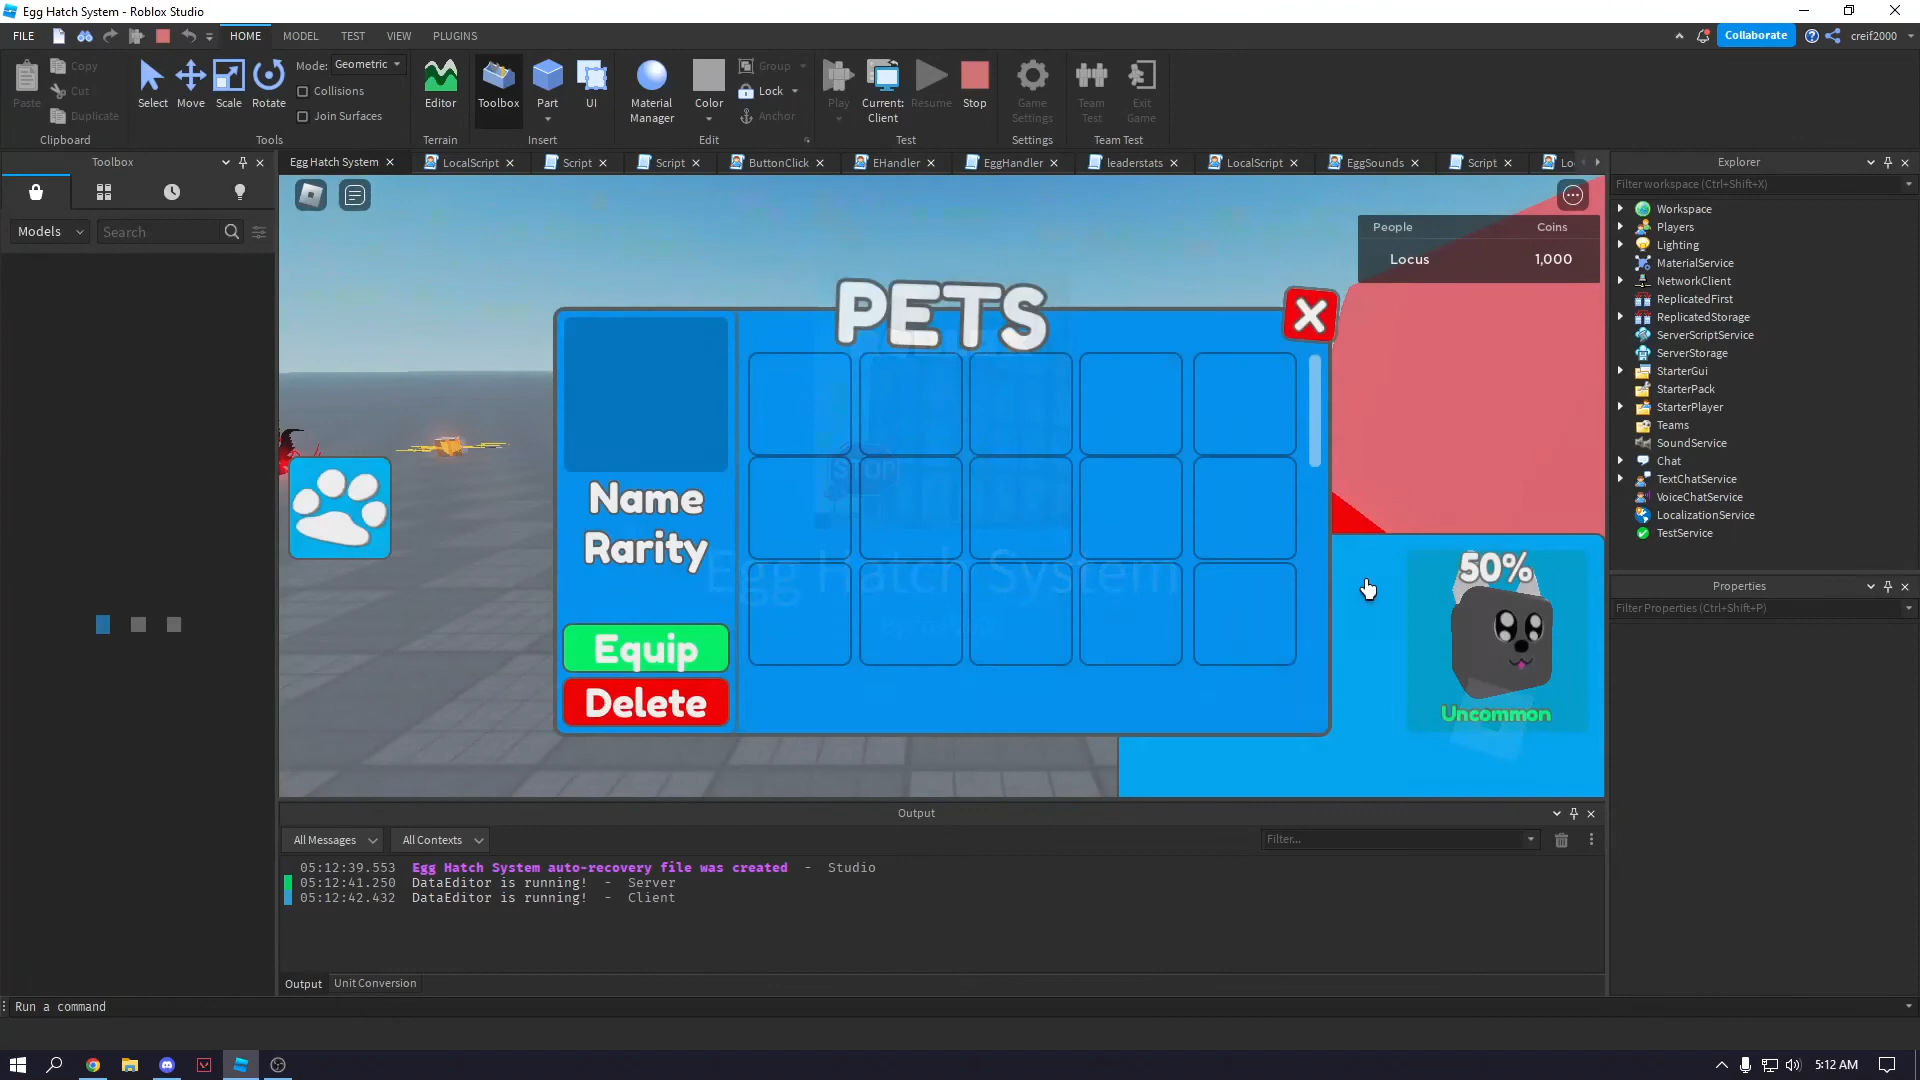 Egg Hatch System - Roblox Studio
FILE HOME MODEL TEST VIEW PLUGINS Collaborate creif2000
Paste Copy Cut Duplicate
Clipboard
Select Move Scale Rotate
Mode: Geometric
Collisions
Join Surfaces
Tools
Editor
Terrain
Toolbox Part UI
Insert
Material Manager Color Group Lock Anchor
Edit
Play Current: Client Resume Stop
Test
Game Settings
Settings
Team Test Exit Game
Team Test
Toolbox
Egg Hatch System LocalScript Script Script ButtonClick EHandler EggHandler leaderstats LocalScript EggSounds Script Lo
Models Search
People Coins
Locus 1,000
PETS
X
STOP
Name
Rarity
Egg Hatch System
Equip
Delete
50%
Uncommon
Explorer
Filter workspace (Ctrl+Shift+X)
Workspace
Players
Lighting
MaterialService
NetworkClient
ReplicatedFirst
ReplicatedStorage
ServerScriptService
ServerStorage
StarterGui
StarterPack
StarterPlayer
Teams
SoundService
Chat
TextChatService
VoiceChatService
LocalizationService
TestService
Properties
Filter Properties (Ctrl+Shift+P)
Output
All Messages All Contexts Filter...
05:12:39.553 Egg Hatch System auto-recovery file was created - Studio
05:12:41.250 DataEditor is running! - Server
05:12:42.432 DataEditor is running! - Client
Output Unit Conversion
Run a command
5:12 AM